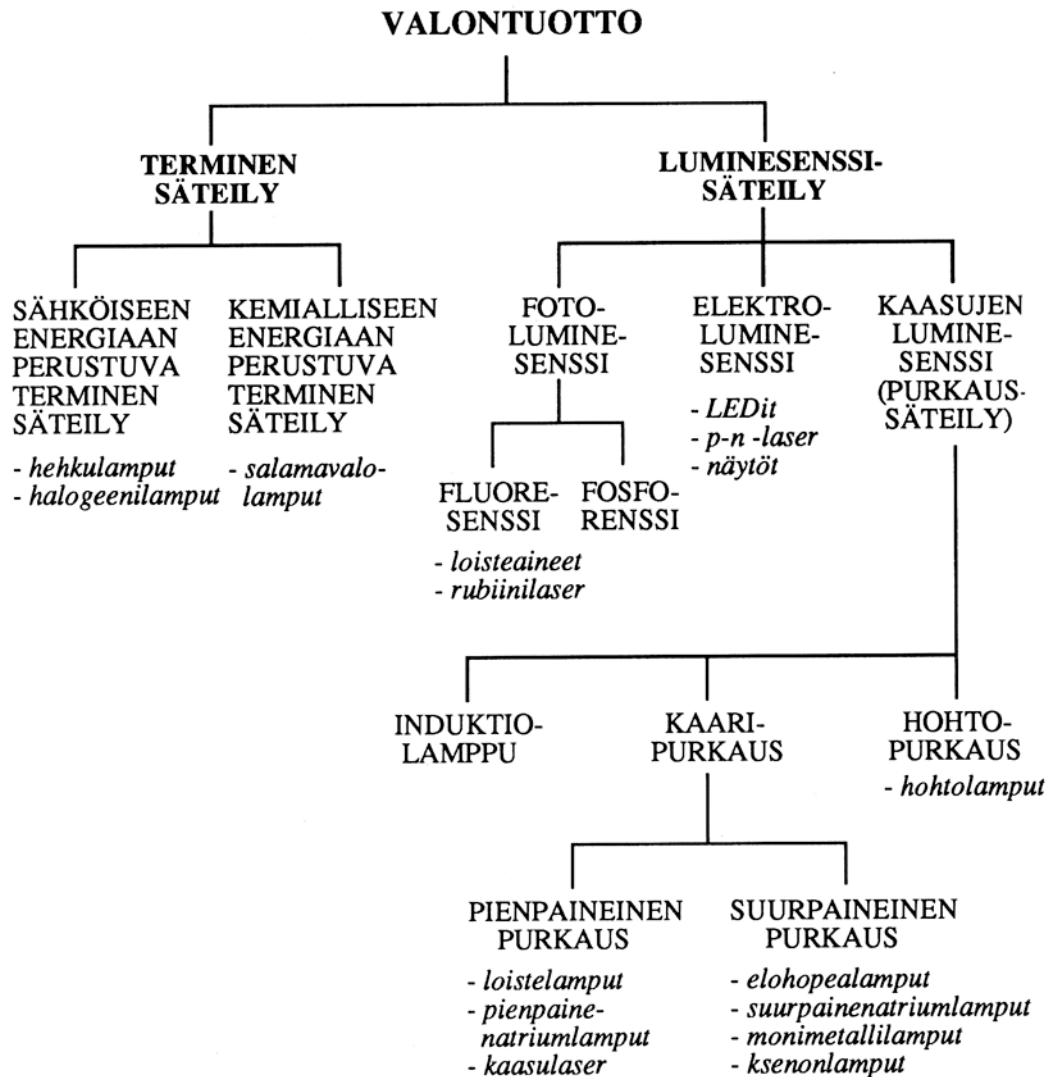 VALONTUOTTO
TERMINEN
SÄTEILY
LUMINESENSSI-
SÄTEILY
SÄHKÖISEEN
ENERGIAAN
PERUSTUVA
TERMINEN
SÄTEILY
- hehkulamput
- halogeenilamput
KEMIALLISEEN
ENERGIAAN
PERUSTUVA
TERMINEN
SÄTEILY
- salamavalo-
lamput
FOTO-
LUMINE-
SENSSI
ELEKTRO-
LUMINE-
SENSSI
- LEDit
- p-n -laser
- näytöt
KAASUJEN
LUMINE-
SENSSI
(PURKAUS-
SÄTEILY)
FLUORE-
SENSSI
- loisteaineet
- rubiinilaser
FOSFO-
RENSSI
INDUKTIO-
LAMPPU
KAARI-
PURKAUS
HOHTO-
PURKAUS
- hohtolamput
PIENPAINEINEN
PURKAUS
- loistelamput
- pienpaine-
natriumlamput
- kaasulaser
SUURPAINEINEN
PURKAUS
- elohopealamput
- suurpainenatriumlamput
- monimetallilamput
- ksenonlamput